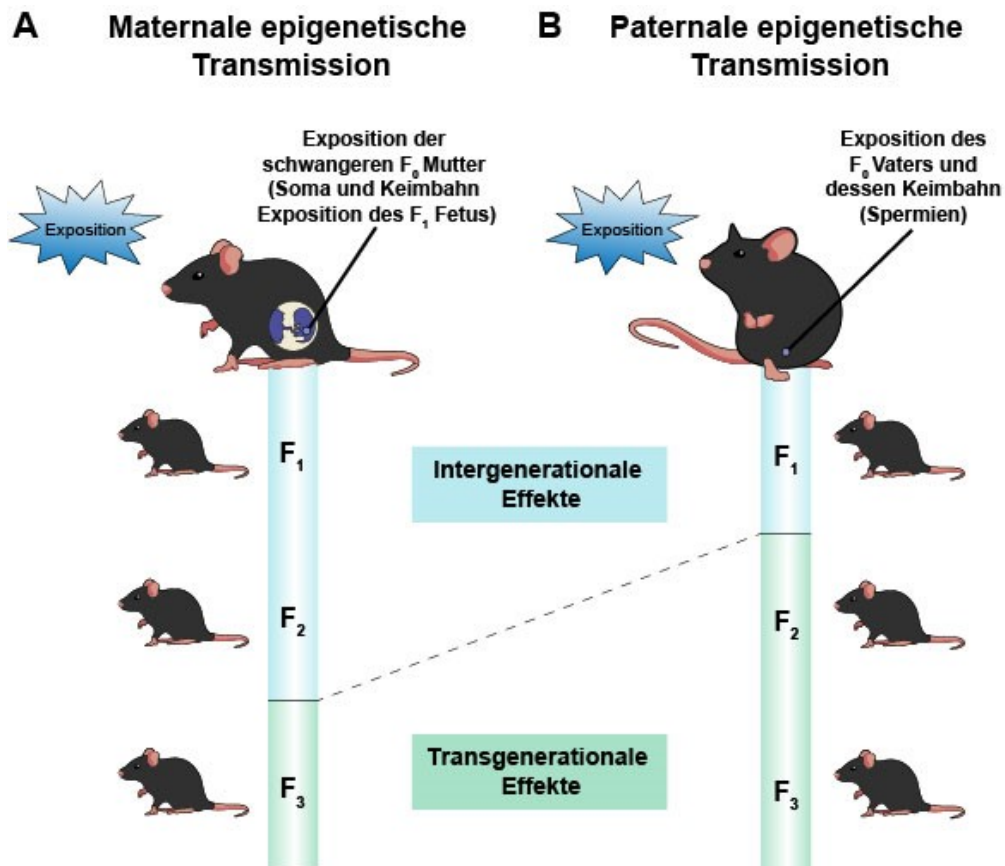 A
Maternale epigenetische
Transmission
Exposition der
schwangeren F₀ Mutter
(Soma und Keimbahn
Exposition des F₁ Fetus)
Exposition
F₁
F₂
F₃
Intergenerationale
Effekte
Transgenerationale
Effekte
B
Paternale epigenetische
Transmission
Exposition des
F₀ Vaters und
dessen Keimbahn
(Spermien)
Exposition
F₁
F₂
F₃